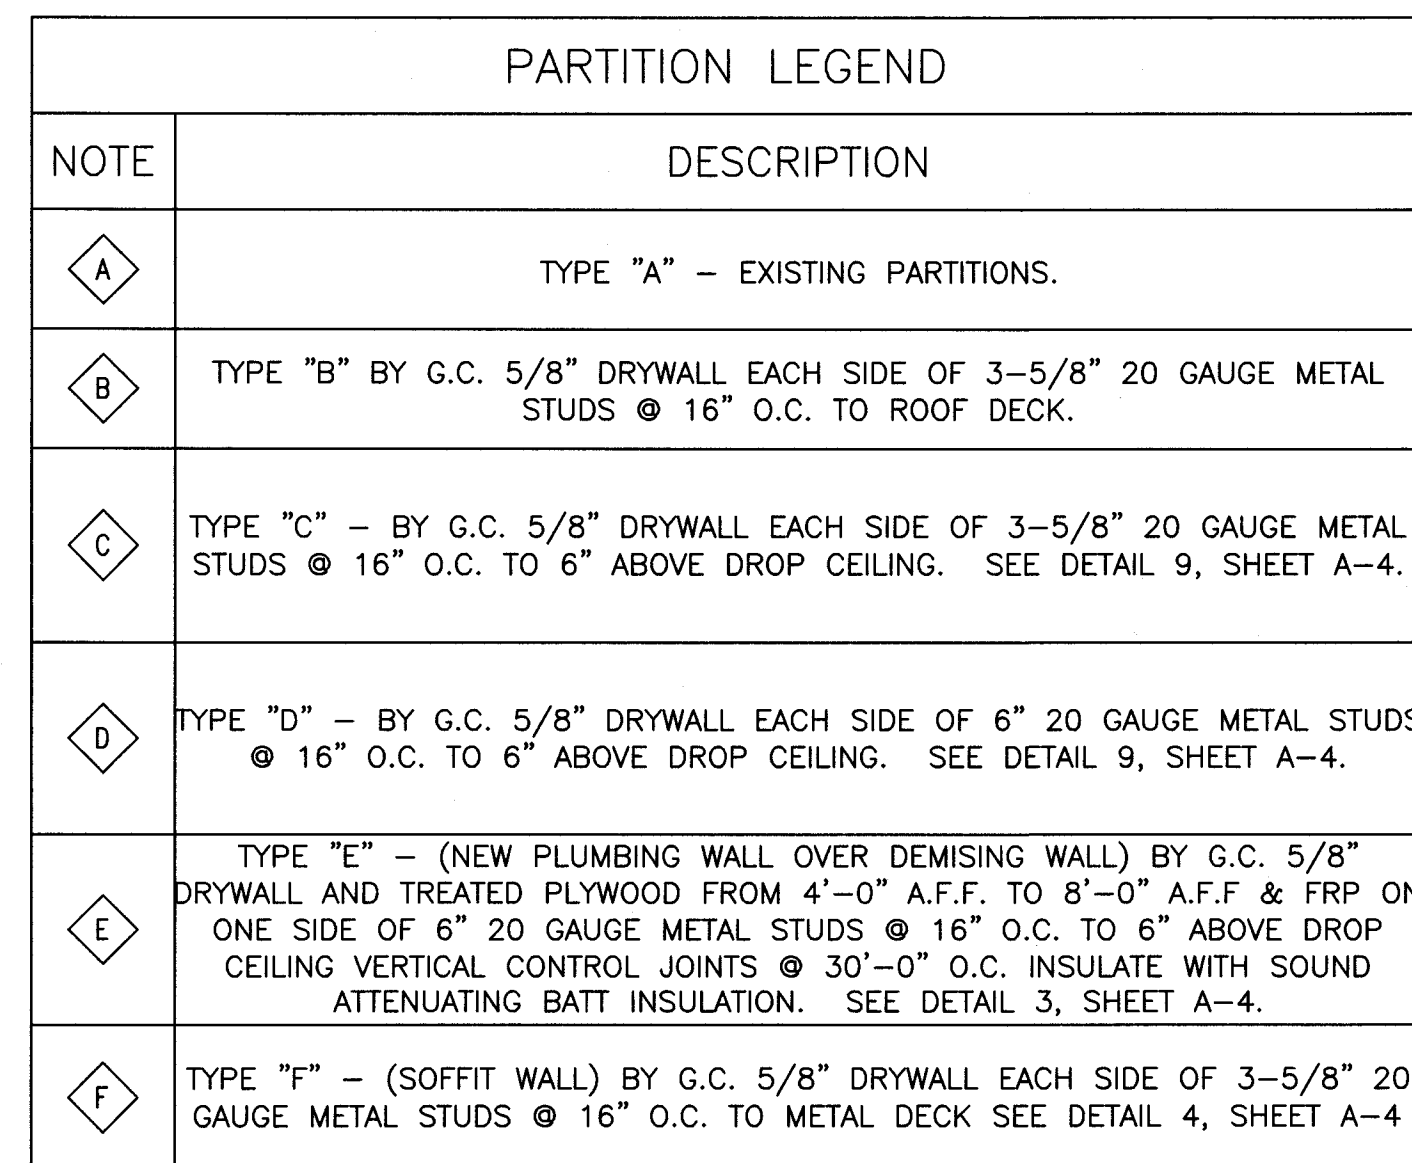 PARTITION LEGEND
NOTE DESCRIPTION
A TYPE "A" – EXISTING PARTITIONS.
B TYPE "B" BY G.C. 5/8" DRYWALL EACH SIDE OF 3–5/8" 20 GAUGE METAL
STUDS @ 16" O.C. TO ROOF DECK.
C TYPE "C" – BY G.C. 5/8" DRYWALL EACH SIDE OF 3–5/8" 20 GAUGE METAL
STUDS @ 16" O.C. TO 6" ABOVE DROP CEILING. SEE DETAIL 9, SHEET A–4.
D TYPE "D" – BY G.C. 5/8" DRYWALL EACH SIDE OF 6" 20 GAUGE METAL STUDS
@ 16" O.C. TO 6" ABOVE DROP CEILING. SEE DETAIL 9, SHEET A–4.
E TYPE "E" – (NEW PLUMBING WALL OVER DEMISING WALL) BY G.C. 5/8"
DRYWALL AND TREATED PLYWOOD FROM 4'–0" A.F.F. TO 8'–0" A.F.F & FRP ON
ONE SIDE OF 6" 20 GAUGE METAL STUDS @ 16" O.C. TO 6" ABOVE DROP
CEILING VERTICAL CONTROL JOINTS @ 30'–0" O.C. INSULATE WITH SOUND
ATTENUATING BATT INSULATION. SEE DETAIL 3, SHEET A–4.
F TYPE "F" – (SOFFIT WALL) BY G.C. 5/8" DRYWALL EACH SIDE OF 3–5/8" 20
GAUGE METAL STUDS @ 16" O.C. TO METAL DECK SEE DETAIL 4, SHEET A–4